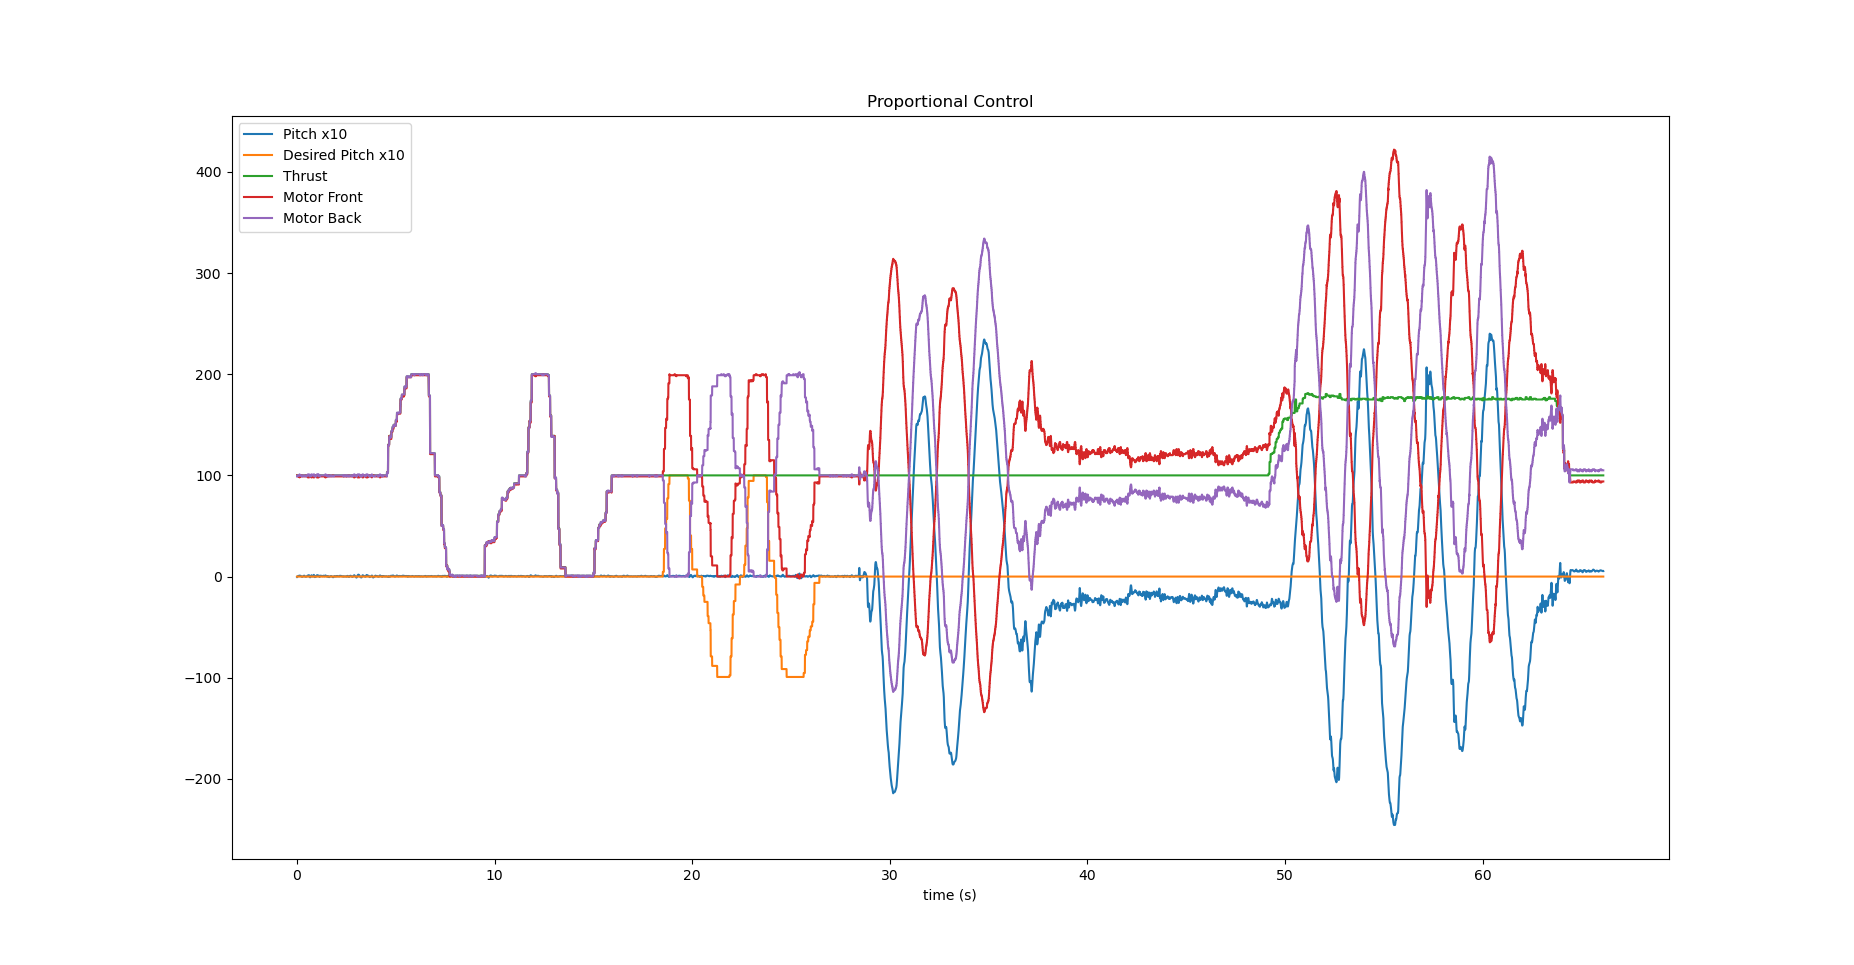 Proportional Control
Pitch x10
Desired Pitch x10
Thrust
Motor Front
Motor Back
400
300
200
100
0
−100
−200
0 10 20 30 40 50 60
time (s)